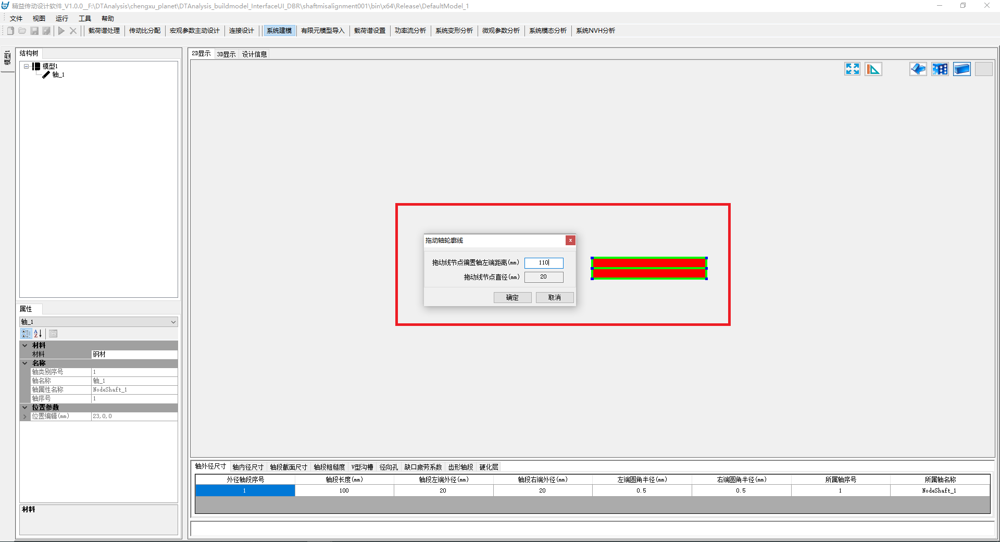 精益传动设计软件_V1.0.0__F:\DTAnalysis\chengxu_planet\DTAnalysis_buildmodel_InterfaceUI_DBR\shaftmisalignment001\bin\x64\Release\DefaultModel_1
文件 视图 运行 工具 帮助
载荷谱处理 传动比分配 宏观参数主动设计 连接设计 系统建模 有限元模型导入 载荷谱设置 功率流分析 系统变形分析 微观参数分析 系统模态分析 系统NVH分析
模型1
结构树
模型1
轴_1
2D显示 3D显示 设计信息
拖动轴轮廓线
拖动线节点偏置轴左端距离(mm) 110
拖动线节点直径(mm) 20
确定 取消
属性
轴_1
材料
材料 钢材
名称
轴类别序号 1
轴名称 轴_1
轴属性名称 NodeShaft_1
轴序号 1
位置参数
位置编辑(mm) 23,0,0
材料
轴外径尺寸 轴内径尺寸 轴段截面尺寸 轴段粗糙度 V型沟槽 径向孔 缺口疲劳系数 齿形轴段 硬化层
外径轴段序号 轴段长度(mm) 轴段左端外径(mm) 轴段右端外径(mm) 左端圆角半径(mm) 右端圆角半径(mm) 所属轴序号 所属轴名称
1 100 20 20 0.5 0.5 1 NodeShaft_1